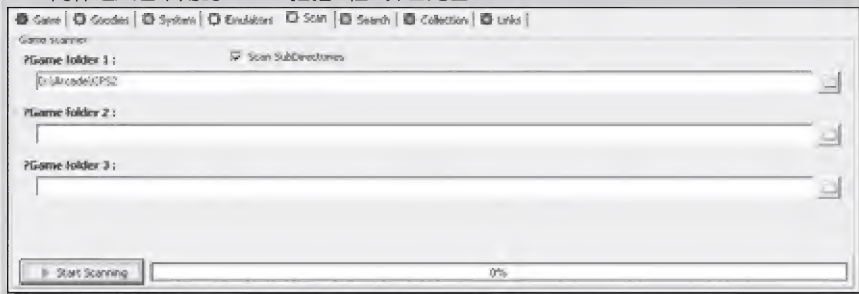 Game | Goodies | System | Emulators | Scan | Search | Collection | Links |
Game scanner
?Game folder 1 :
Scan SubDirectories
D:\Arcade\CPS2
?Game folder 2 :
?Game folder 3 :
Start Scanning
0%